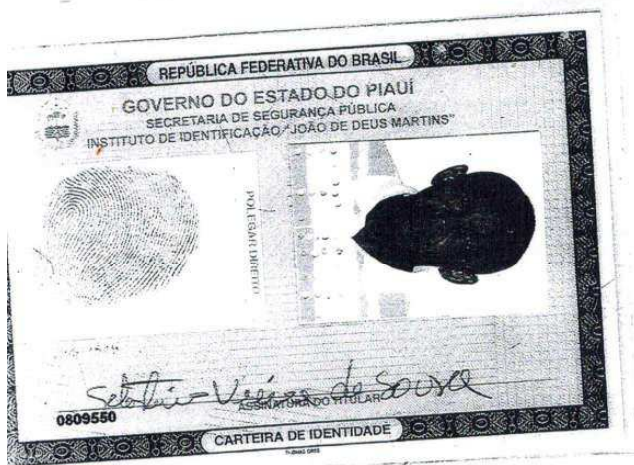 REPÚBLICA FEDERATIVA DO BRASIL
GOVERNO DO ESTADO DO PIAUÍ
SECRETARIA DE SEGURANÇA PÚBLICA
INSTITUTO DE IDENTIFICAÇÃO "JOÃO DE DEUS MARTINS"
POLEGAR DIREITO
de Sousa
ASSINATURA DO TITULAR
0809550
CARTEIRA DE IDENTIDADE